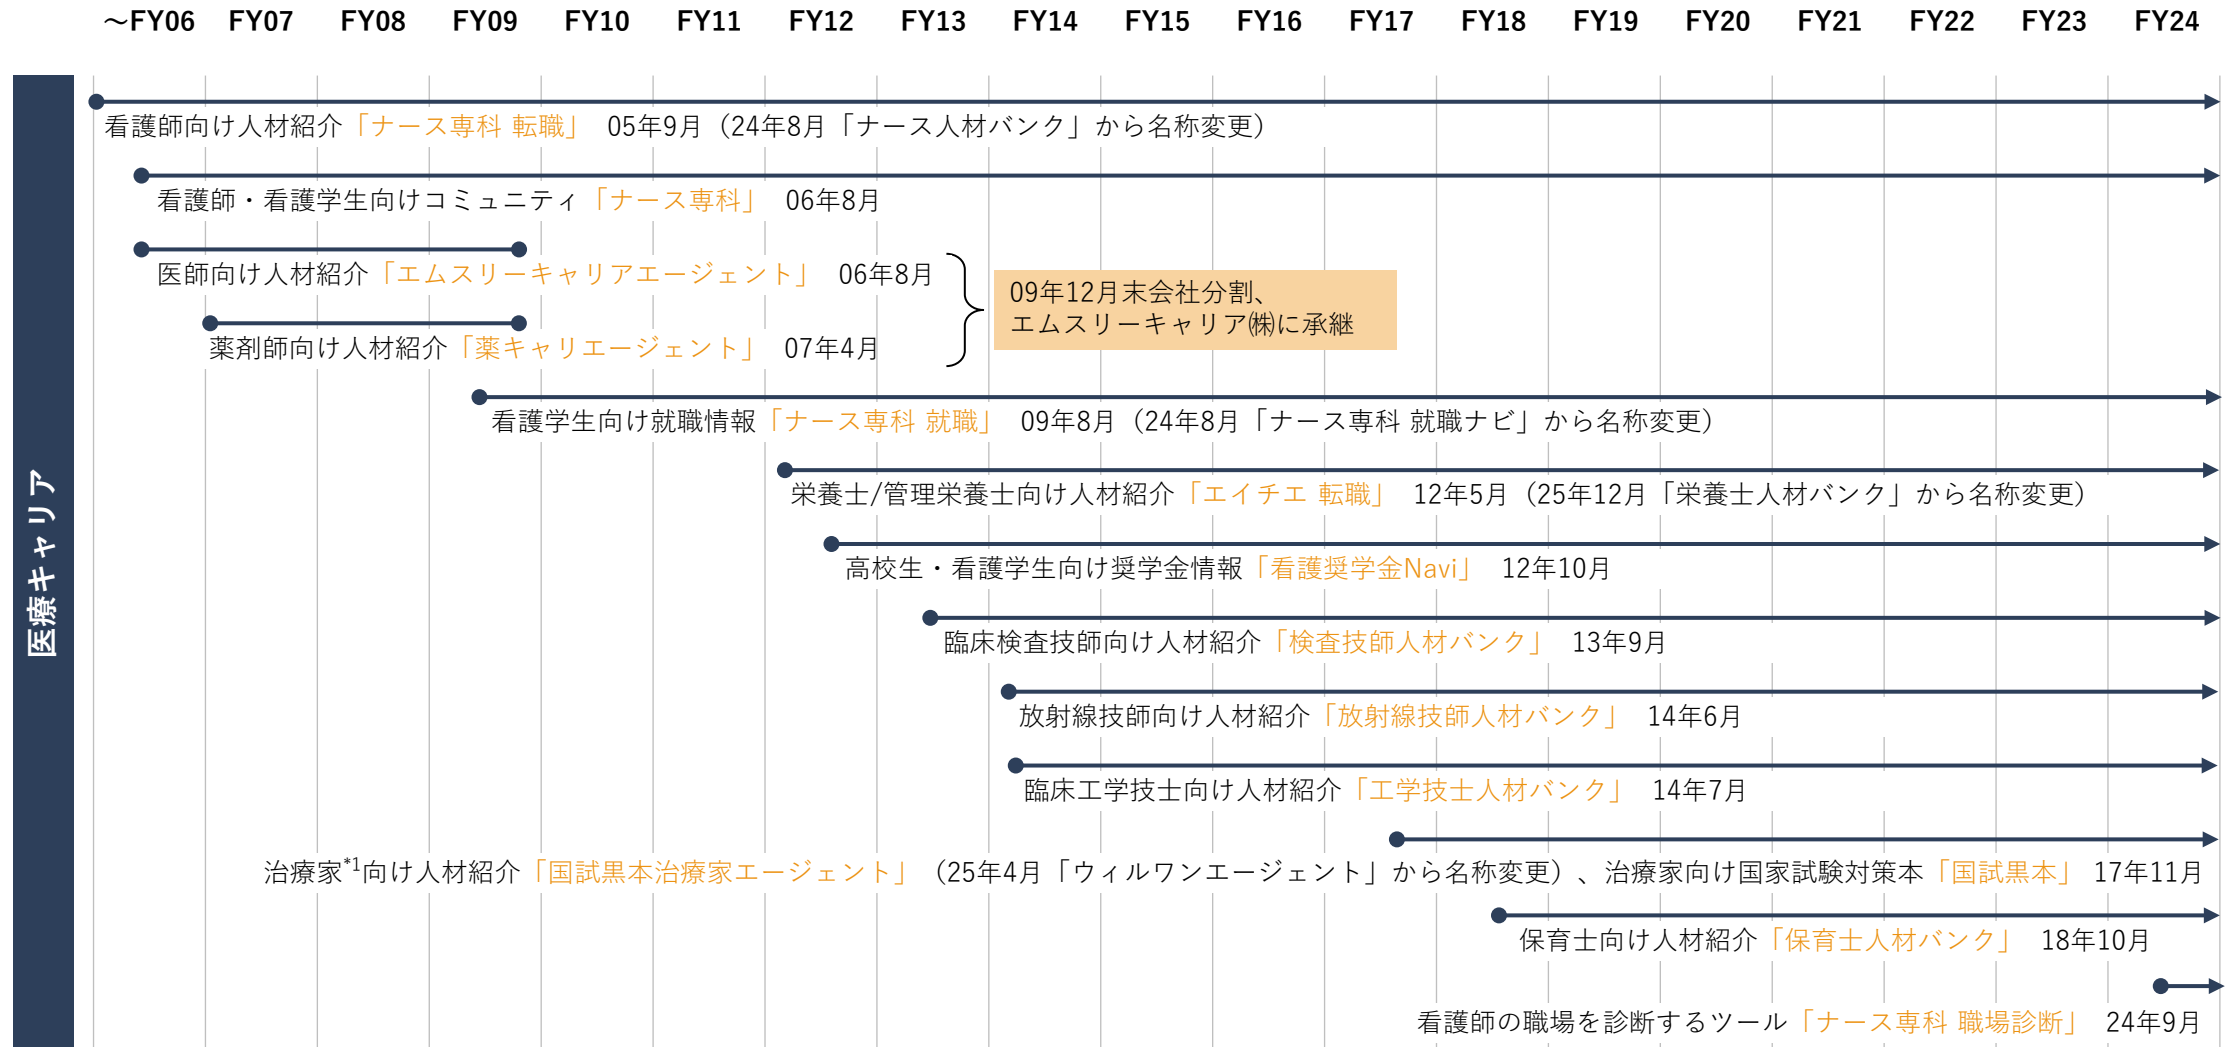 ～FY06 FY07 FY08 FY09 FY10 FY11 FY12 FY13 FY14 FY15 FY16 FY17 FY18 FY19 FY20 FY21 FY22 FY23 FY24
医療キャリア
看護師向け人材紹介「ナース専科 転職」 05年9月（24年8月「ナース人材バンク」から名称変更）
看護師・看護学生向けコミュニティ「ナース専科」 06年8月
医師向け人材紹介「エムスリーキャリアエージェント」 06年8月
薬剤師向け人材紹介「薬キャリエージェント」 07年4月
09年12月末会社分割、
エムスリーキャリア㈱に承継
看護学生向け就職情報「ナース専科 就職」 09年8月（24年8月「ナース専科 就職ナビ」から名称変更）
栄養士/管理栄養士向け人材紹介「エイチエ 転職」 12年5月（25年12月「栄養士人材バンク」から名称変更）
高校生・看護学生向け奨学金情報「看護奨学金Navi」 12年10月
臨床検査技師向け人材紹介「検査技師人材バンク」 13年9月
放射線技師向け人材紹介「放射線技師人材バンク」 14年6月
臨床工学技士向け人材紹介「工学技士人材バンク」 14年7月
治療家*1向け人材紹介「国試黒本治療家エージェント」（25年4月「ウィルワンエージェント」から名称変更）、治療家向け国家試験対策本「国試黒本」 17年11月
保育士向け人材紹介「保育士人材バンク」 18年10月
看護師の職場を診断するツール「ナース専科 職場診断」 24年9月